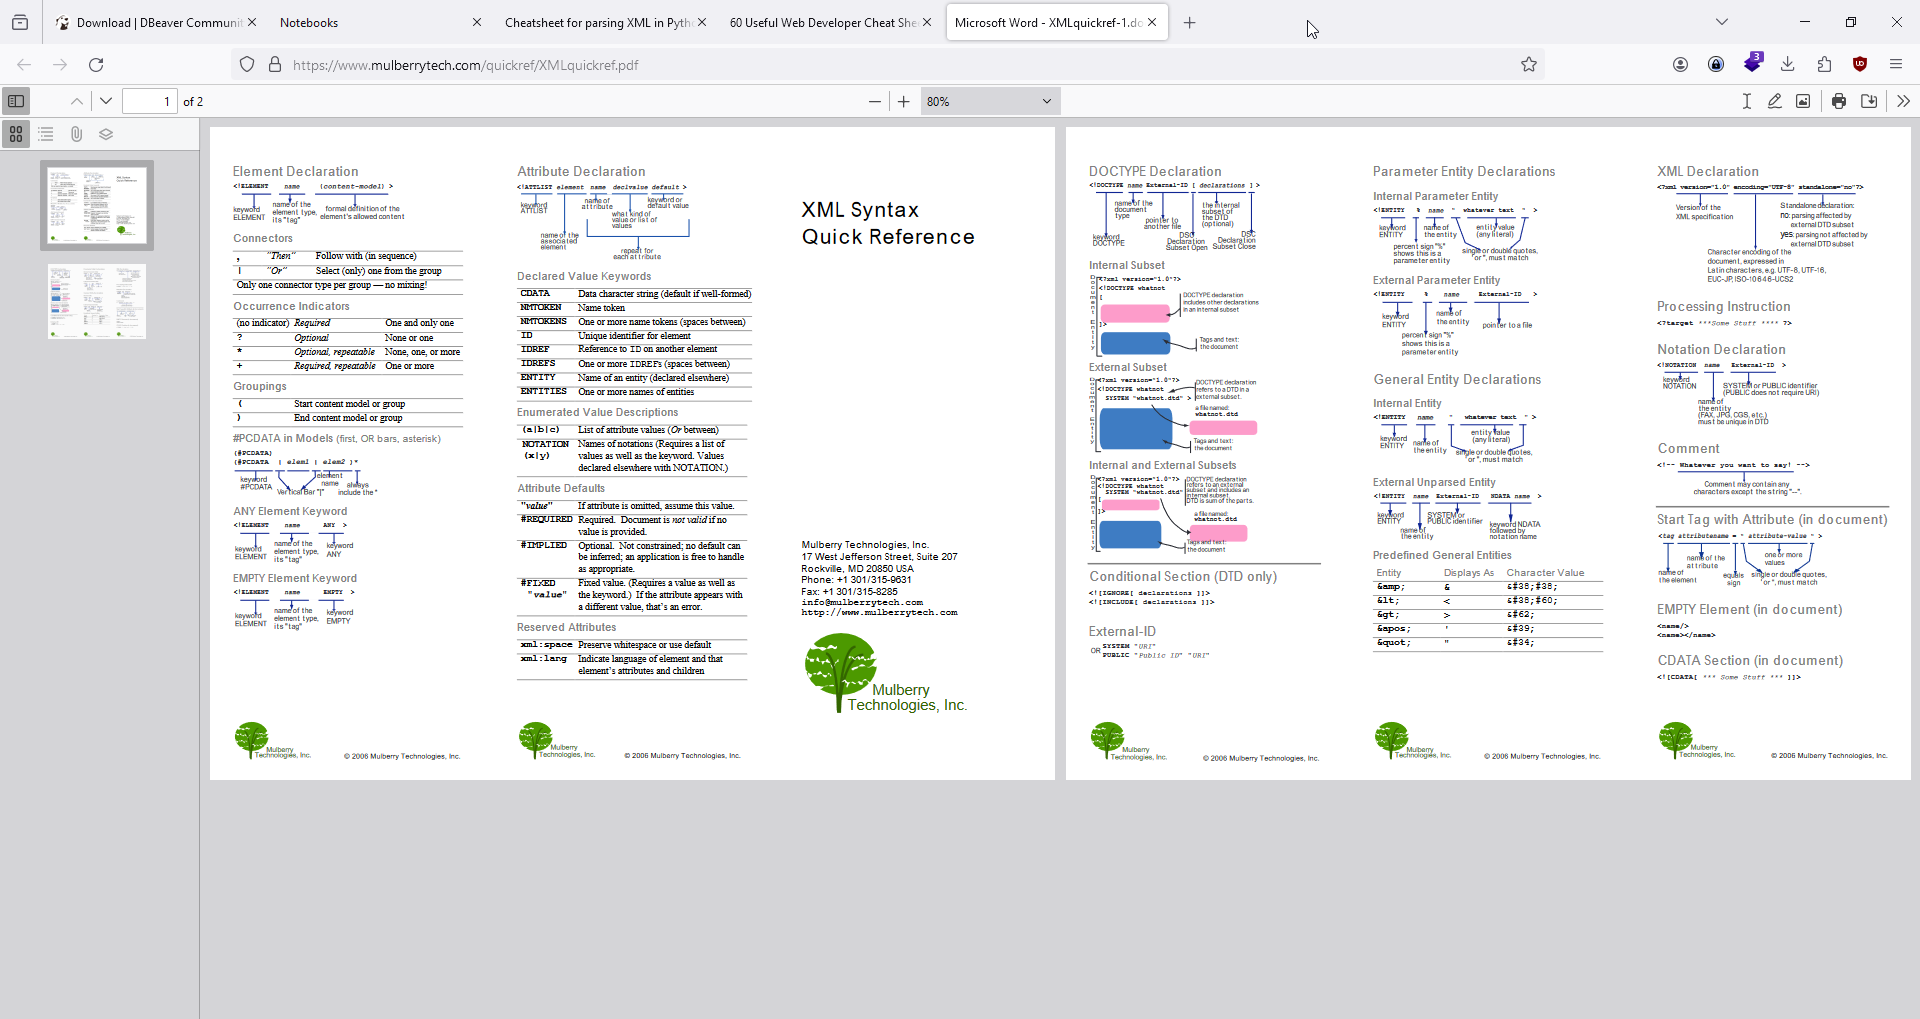 Download | DBeaver Communit
Notebooks
Cheatsheet for parsing XML in Pytho
60 Useful Web Developer Cheat She
Microsoft Word - XMLquickref-1.do
https://www.mulberrytech.com/quickref/XMLquickref.pdf
3
1 of 2
80%
Element Declaration
<!ELEMENT name (content-model) >
keyword ELEMENT
name of the element type, its "tag"
formal definition of the element's allowed content
Connectors
, "Then" Follow with (in sequence)
| "Or" Select (only) one from the group
Only one connector type per group — no mixing!
Occurrence Indicators
(no indicator) Required One and only one
? Optional None or one
* Optional, repeatable None, one, or more
+ Required, repeatable One or more
Groupings
( Start content model or group
) End content model or group
#PCDATA in Models (first, OR bars, asterisk)
(#PCDATA)
(#PCDATA | elem1 | elem2 )*
keyword #PCDATA
Vertical Bar "|"
element name
always include the *
ANY Element Keyword
<!ELEMENT name ANY >
keyword ELEMENT
name of the element type, its "tag"
keyword ANY
EMPTY Element Keyword
<!ELEMENT name EMPTY >
keyword ELEMENT
name of the element type, its "tag"
keyword EMPTY
Mulberry
Technologies, Inc.
© 2006 Mulberry Technologies, Inc.
Attribute Declaration
<!ATTLIST element name declvalue default >
keyword ATTLIST
name of attribute
keyword or default value
what kind of value or list of values
name of the associated element
repeat for each attribute
Declared Value Keywords
CDATA Data character string (default if well-formed)
NMTOKEN Name token
NMTOKENS One or more name tokens (spaces between)
ID Unique identifier for element
IDREF Reference to ID on another element
IDREFS One or more IDREFs (spaces between)
ENTITY Name of an entity (declared elsewhere)
ENTITIES One or more names of entities
Enumerated Value Descriptions
(a|b|c) List of attribute values (Or between)
NOTATION Names of notations (Requires a list of
(x|y) values as well as the keyword. Values
declared elsewhere with NOTATION.)
Attribute Defaults
"value" If attribute is omitted, assume this value.
#REQUIRED Required. Document is not valid if no
value is provided.
#IMPLIED Optional. Not constrained; no default can
be inferred; an application is free to handle
as appropriate.
#FIXED Fixed value. (Requires a value as well as
"value" the keyword.) If the attribute appears with
a different value, that's an error.
Reserved Attributes
xml:space Preserve whitespace or use default
xml:lang Indicate language of element and that
element's attributes and children
Mulberry
Technologies, Inc.
© 2006 Mulberry Technologies, Inc.
XML Syntax
Quick Reference
Mulberry Technologies, Inc.
17 West Jefferson Street, Suite 207
Rockville, MD 20850 USA
Phone: +1 301/315-9631
Fax: +1 301/315-8285
info@mulberrytech.com
http://www.mulberrytech.com
Mulberry
Technologies, Inc.
DOCTYPE Declaration
<!DOCTYPE name External-ID [ declarations ] >
keyword DOCTYPE
name of the document type
pointer to another file
DSO Declaration Subset Open
the internal subset of the DTD (optional)
DSC Declaration Subset Close
Internal Subset
Document Entity
<?xml version="1.0"?>
<!DOCTYPE whatnot
[
]>
DOCTYPE declaration
includes other declarations
in an internal subset
Tags and text:
the document
External Subset
<?xml version="1.0"?>
<!DOCTYPE whatnot
SYSTEM "whatnot.dtd" >
DOCTYPE declaration
refers to a DTD in a
external subset.
a file named:
whatnot.dtd
Tags and text:
the document
Internal and External Subsets
<?xml version="1.0"?>
<!DOCTYPE whatnot
SYSTEM "whatnot.dtd"
[
]>
DOCTYPE declaration
refers to an external
subset and includes an
internal subset.
DTD is sum of the parts.
a file named:
whatnot.dtd
Tags and text:
the document
Conditional Section (DTD only)
<![IGNORE[ declarations ]]>
<![INCLUDE[ declarations ]]>
External-ID
SYSTEM "URI"
OR PUBLIC "Public ID" "URI"
Mulberry
Technologies, Inc.
© 2006 Mulberry Technologies, Inc.
Parameter Entity Declarations
Internal Parameter Entity
<!ENTITY % name " whatever text " >
keyword ENTITY
name of the entity
entity value (any literal)
percent sign "%" shows this is a parameter entity
single or double quotes, ' or ", must match
External Parameter Entity
<!ENTITY % name External-ID >
keyword ENTITY
name of the entity
pointer to a file
percent sign "%" shows this is a parameter entity
General Entity Declarations
Internal Entity
<!ENTITY name " whatever text " >
keyword ENTITY
name of the entity
entity value (any literal)
single or double quotes, ' or ", must match
External Unparsed Entity
<!ENTITY name External-ID NDATA name >
keyword ENTITY
name of the entity
SYSTEM or PUBLIC identifier
keyword NDATA followed by notation name
Predefined General Entities
Entity Displays As Character Value
&amp; & &#38;#38;
&lt; < &#38;#60;
&gt; > &#62;
&apos; ' &#39;
&quot; " &#34;
Mulberry
Technologies, Inc.
© 2006 Mulberry Technologies, Inc.
XML Declaration
<?xml version="1.0" encoding="UTF-8" standalone="no"?>
Version of the
XML specification
Standalone declaration:
no: parsing affected by
external DTD subset
yes: parsing not affected by
external DTD subset
Character encoding of the
document, expressed in
Latin characters, e.g. UTF-8, UTF-16,
EUC-JP, ISO-10646-UCS2
Processing Instruction
<?target ***Some Stuff **** ?>
Notation Declaration
<!NOTATION name External-ID >
keyword NOTATION
SYSTEM or PUBLIC identifier
(PUBLIC does not require URI)
name of
the entity
(FAX, JPG, CGS, etc.)
must be unique in DTD
Comment
<!-- Whatever you want to say! -->
Comment may contain any
characters except the string "--".
Start Tag with Attribute (in document)
<tag attributename = " attribute-value " >
name of the element
name of the attribute
equals sign
one or more values
single or double quotes, ' or ", must match
EMPTY Element (in document)
<name/>
<name></name>
CDATA Section (in document)
<![CDATA[ *** Some Stuff *** ]]>
Mulberry
Technologies, Inc.
© 2006 Mulberry Technologies, Inc.